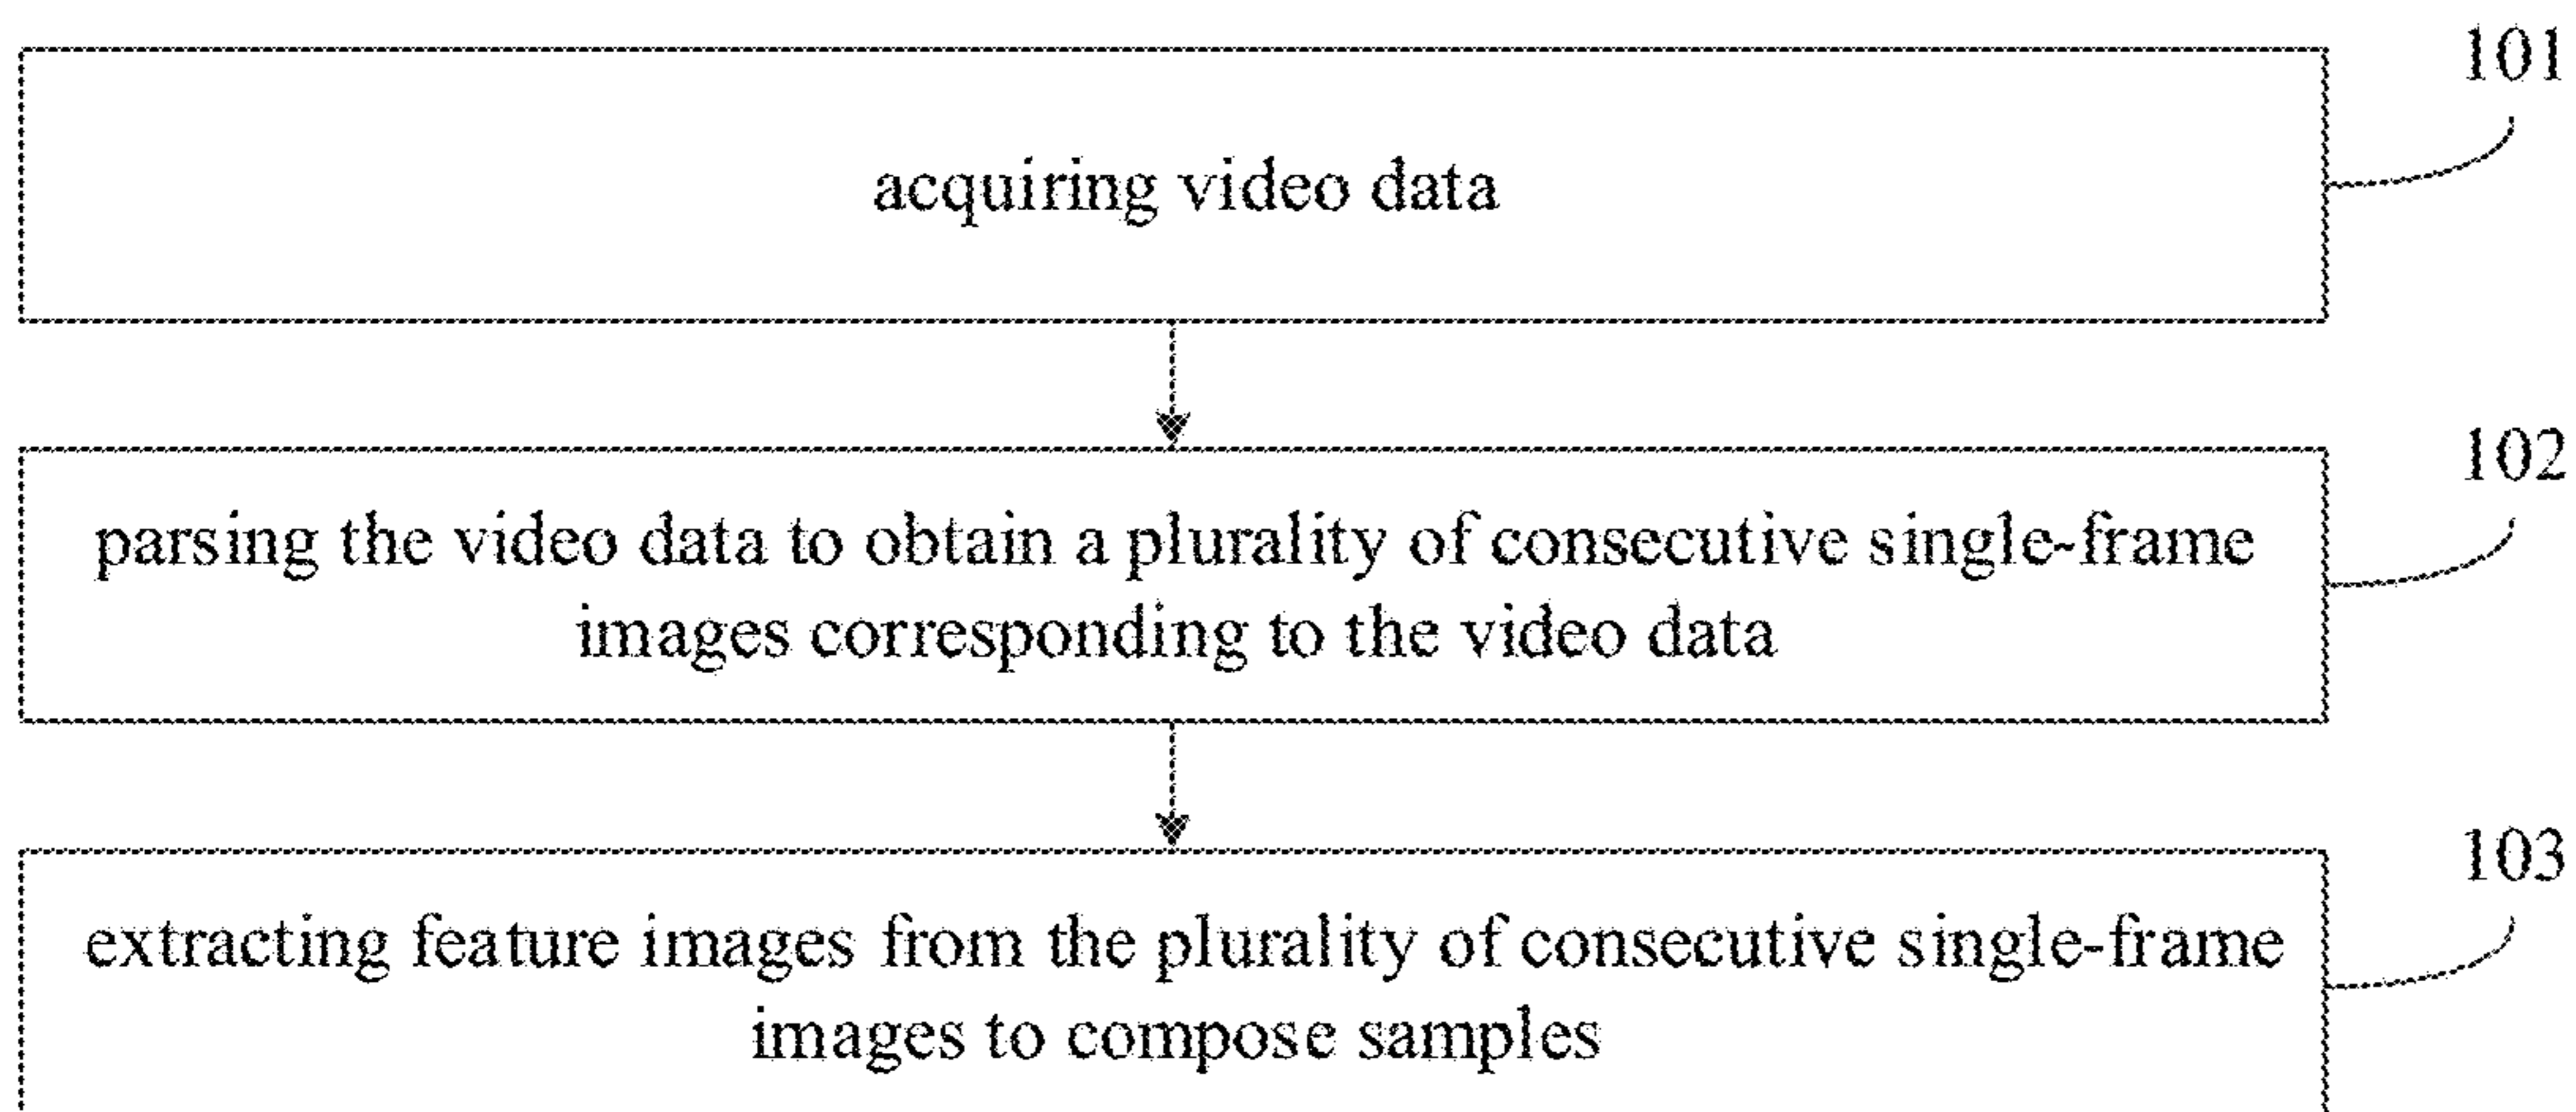 101
acquiring video data
102
parsing the video data to obtain a plurality of consecutive single-frame
images corresponding to the video data
103
extracting feature images from the plurality of consecutive single-frame
images to compose samples